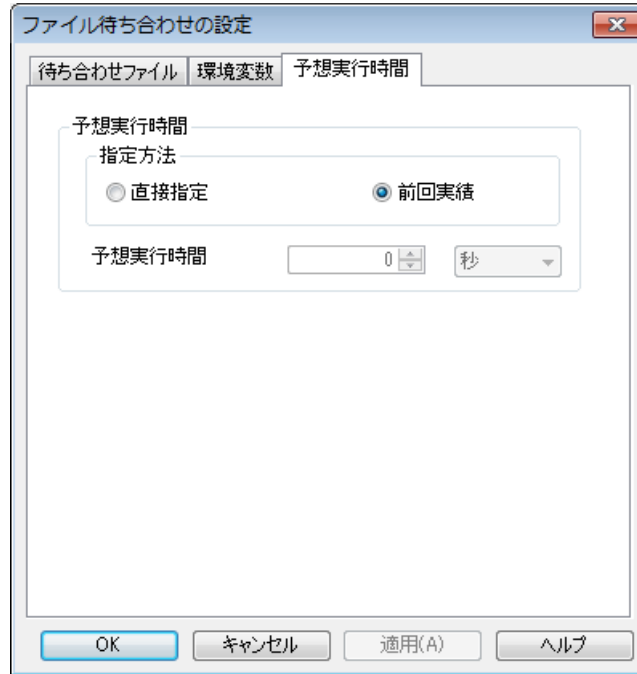 ファイル待ち合わせの設定
待ち合わせファイル 環境変数 予想実行時間
予想実行時間
指定方法
直接指定 前回実績
予想実行時間 0 秒
OK キャンセル 適用(A) ヘルプ